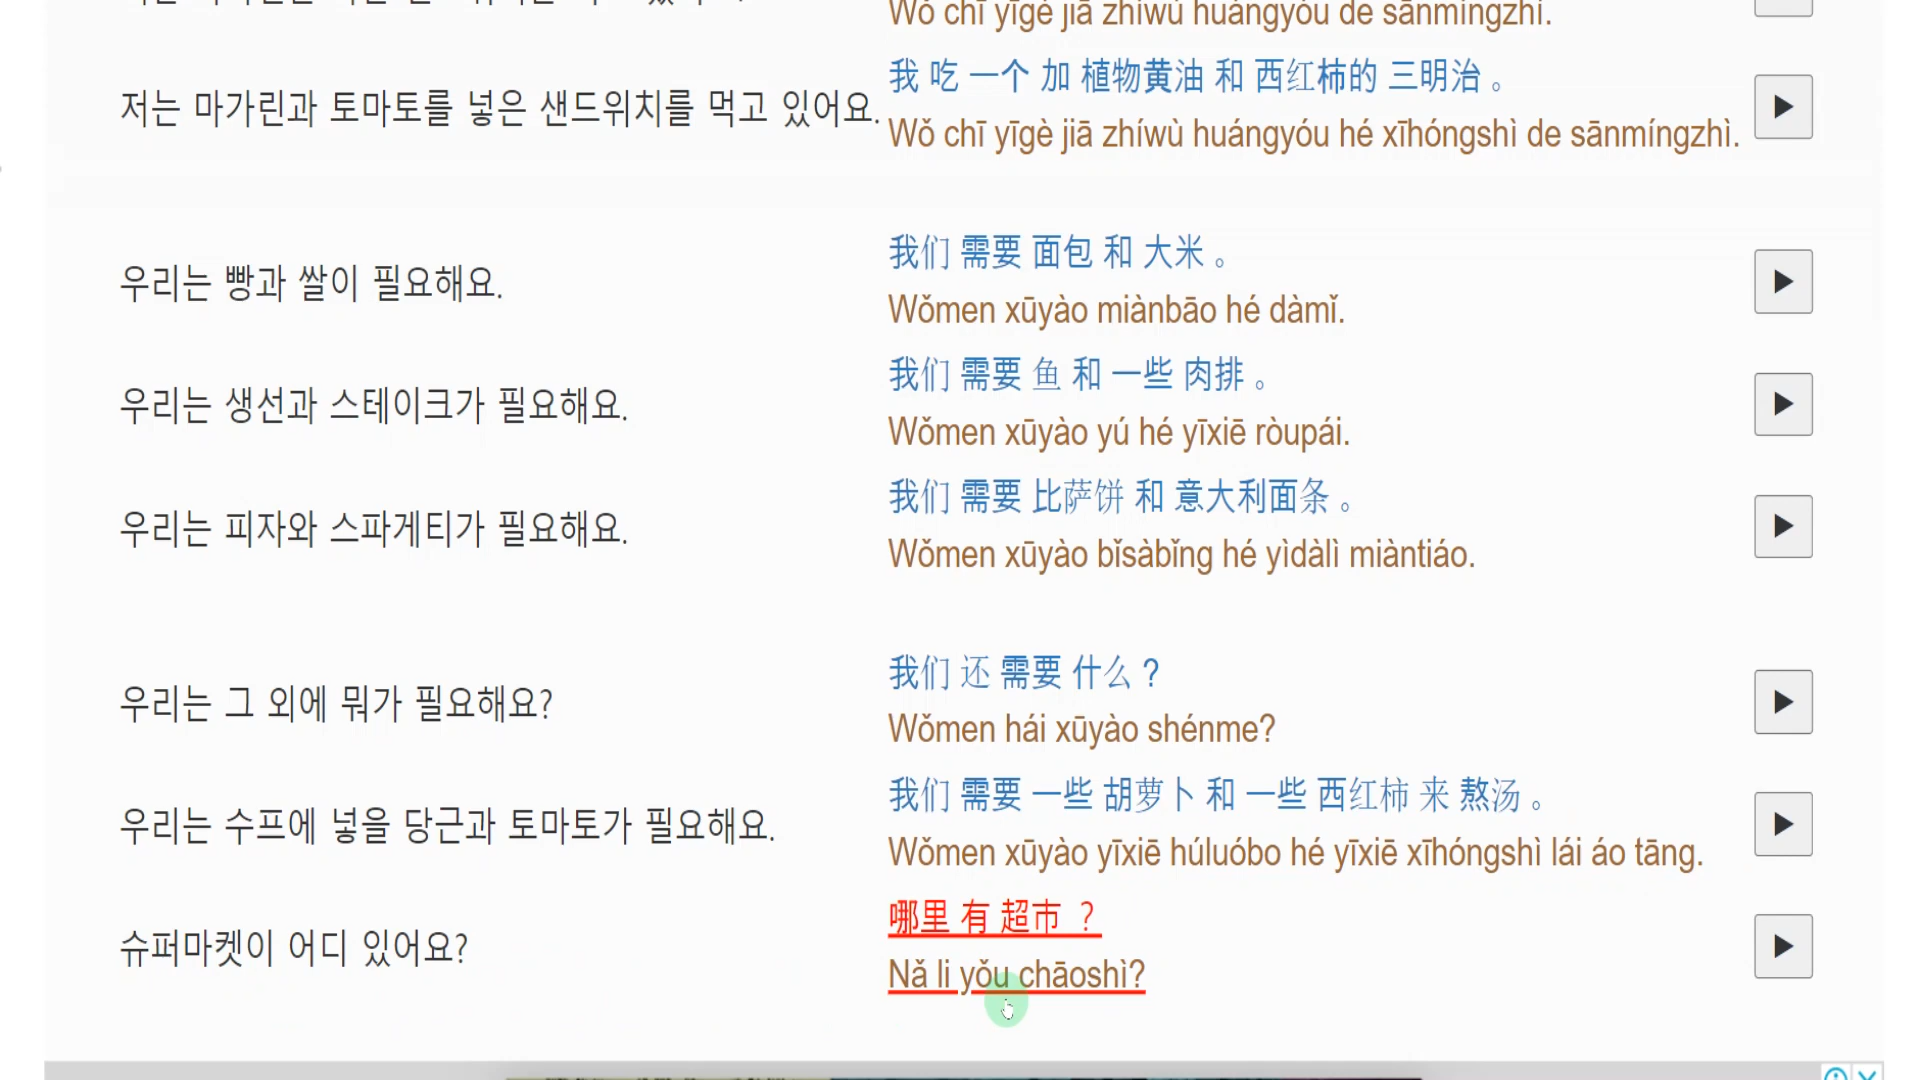 Wǒ chī yīgè jiā zhíwù huángyóu de sānmíngzhì.
저는 마가린과 토마토를 넣은 샌드위치를 먹고 있어요.
我 吃 一个 加 植物黄油 和 西红柿的 三明治 。
Wǒ chī yīgè jiā zhíwù huángyóu hé xīhóngshì de sānmíngzhì.
우리는 빵과 쌀이 필요해요.
我们 需要 面包 和 大米 。
Wǒmen xūyào miànbāo hé dàmǐ.
우리는 생선과 스테이크가 필요해요.
我们 需要 鱼 和 一些 肉排 。
Wǒmen xūyào yú hé yīxiē ròupái.
우리는 피자와 스파게티가 필요해요.
我们 需要 比萨饼 和 意大利面条 。
Wǒmen xūyào bǐsàbǐng hé yìdàlì miàntiáo.
우리는 그 외에 뭐가 필요해요?
我们 还 需要 什么 ?
Wǒmen hái xūyào shénme?
우리는 수프에 넣을 당근과 토마토가 필요해요.
我们 需要 一些 胡萝卜 和 一些 西红柿 来 熬汤 。
Wǒmen xūyào yīxiē húluóbo hé yīxiē xīhóngshì lái áo tāng.
슈퍼마켓이 어디 있어요?
哪里 有 超市 ？
Nǎ li yǒu chāoshì?